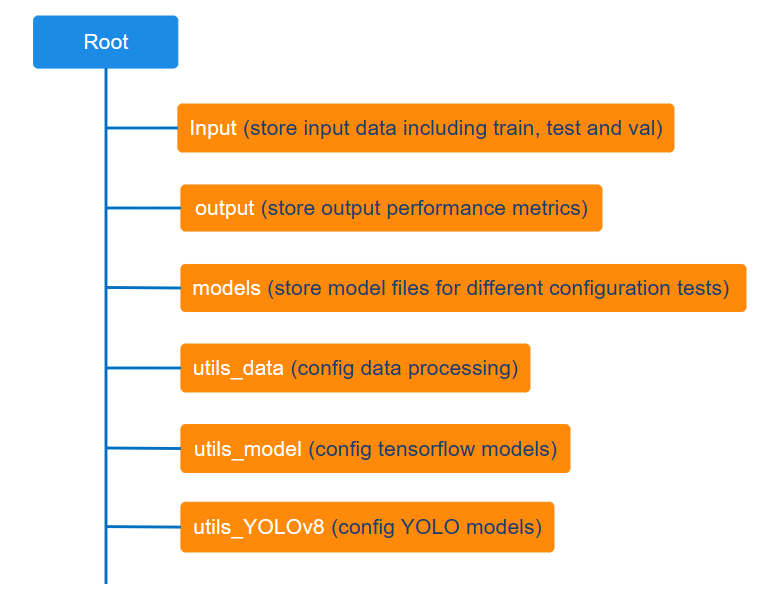 Root
Input (store input data including train, test and val)
output (store output performance metrics)
models (store model files for different configuration tests)
utils_data (config data processing)
utils_model (config tensorflow models)
utils_YOLOv8 (config YOLO models)